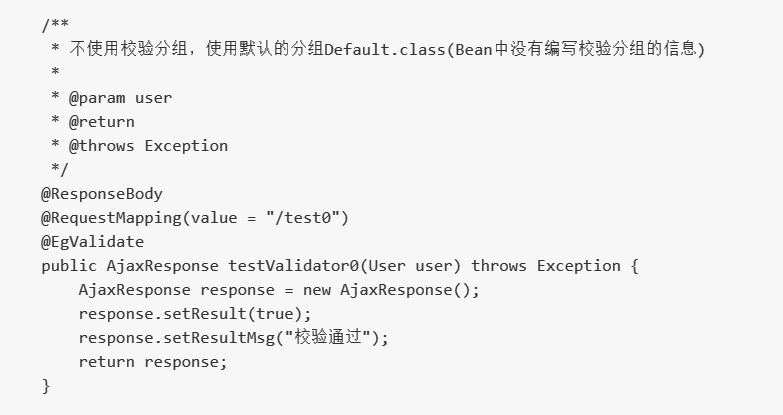 /**
 * 不使用校验分组，使用默认的分组Default.class(Bean中没有编写校验分组的信息)
 *
 * @param user
 * @return
 * @throws Exception
 */
@ResponseBody
@RequestMapping(value = "/test0")
@EgValidate
public AjaxResponse testValidator0(User user) throws Exception {
    AjaxResponse response = new AjaxResponse();
    response.setResult(true);
    response.setResultMsg("校验通过");
    return response;
}